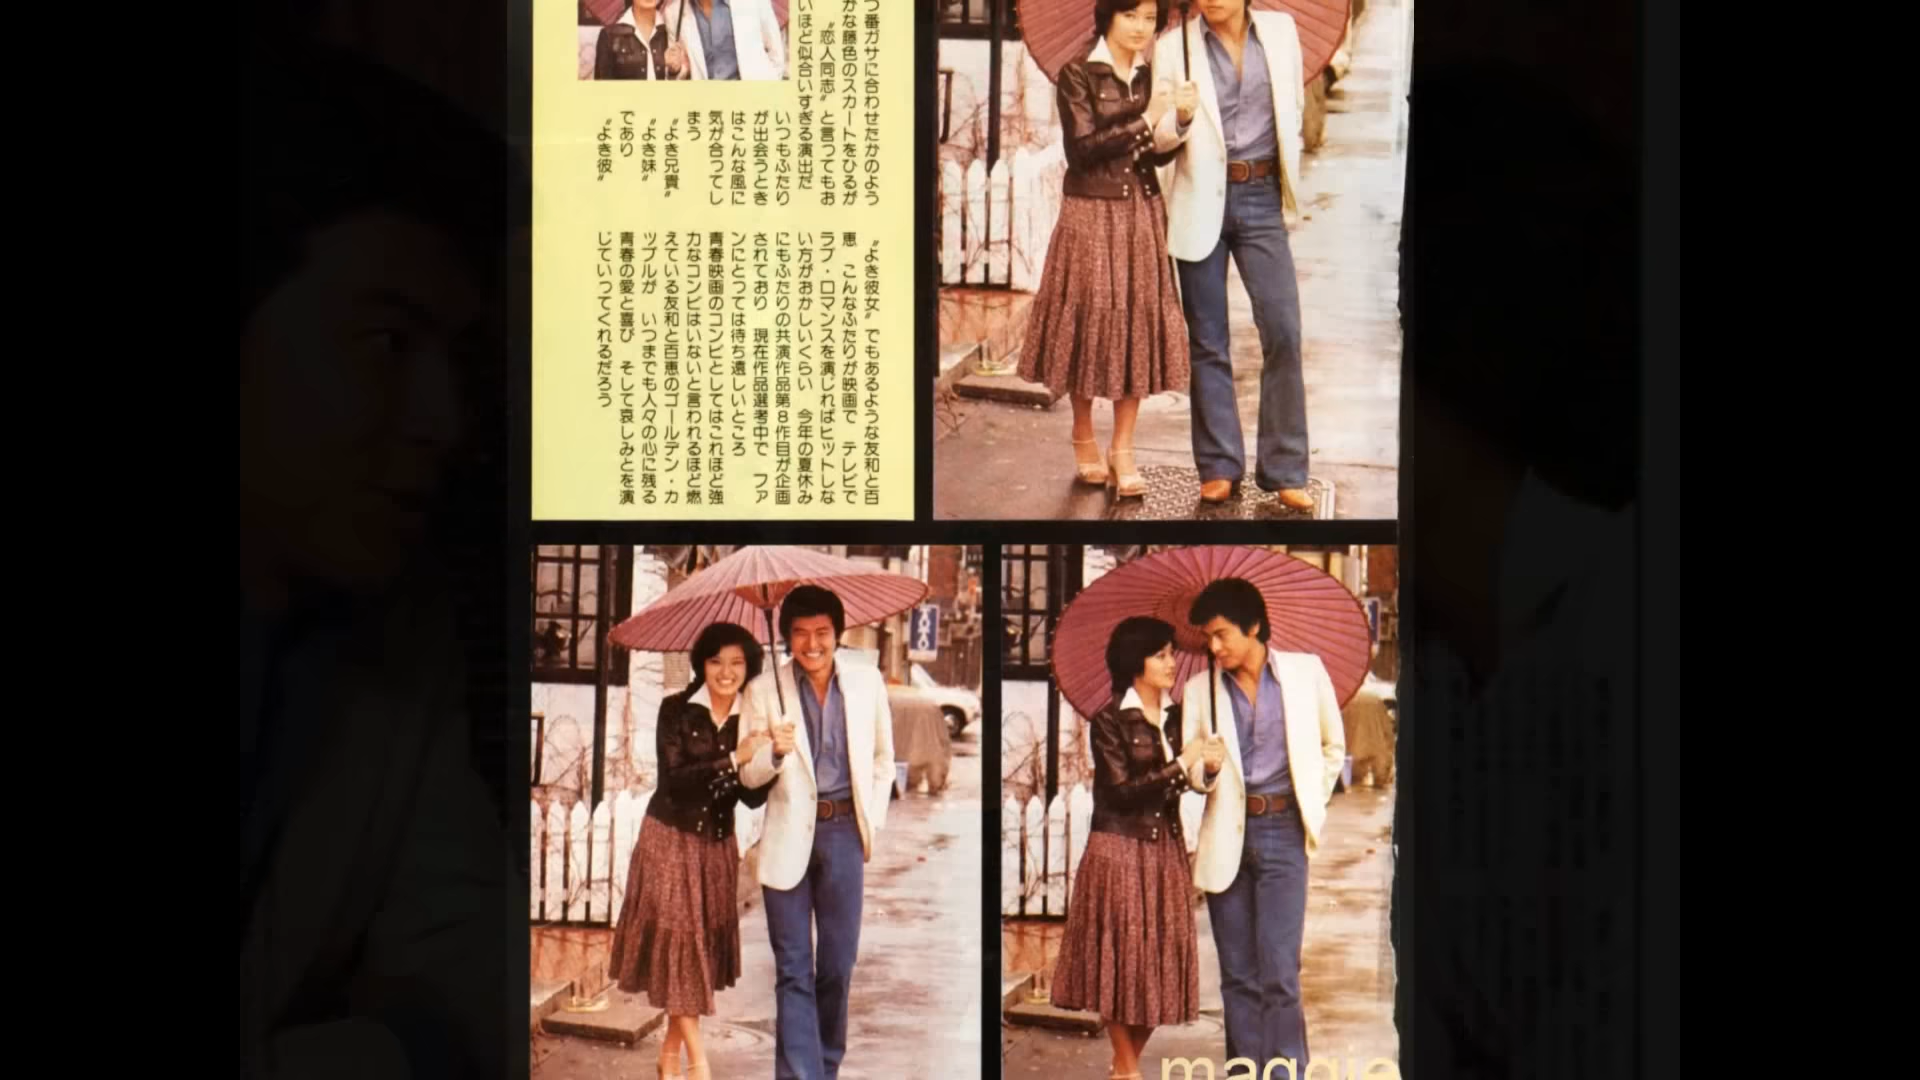 つ番ガサに合わせたかのよう
かな藤色のスカートをひるが
〝恋人同志〟と言ってもお
いほど似合いすぎる演出だ
いつもふたり
が出会うとき
はこんな風に
気が合ってし
まう
〝よき兄貴〟
〝よき妹〟
であり
〝よき彼〟
〝よき彼女〟でもあるような友和と百
恵 こんなふたりが映画で テレビで
ラブ・ロマンスを演じればヒットしな
い方がおかしいくらい 今年の夏休み
にもふたりの共演作品第8作目が企画
されており 現在作品選考中で ファ
ンにとっては待ち遠しいところ
青春映画のコンビとしてはこれほど強
力なコンビはいないと言われるほど燃
えている友和と百恵のゴールデン・カ
ップルが いつまでも人々の心に残る
青春の愛と喜び そして哀しみとを演
じていってくれるだろう
maggie